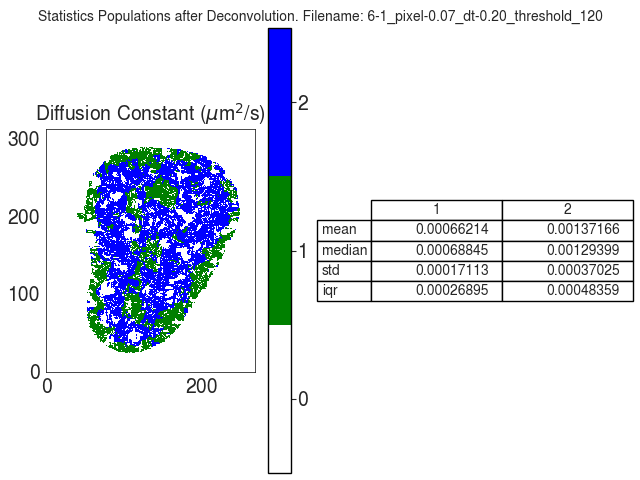 Statistics Populations after Deconvolution. Filename: 6-1_pixel-0.07_dt-0.20_threshold_120
Diffusion Constant (μm²/s)
300
200
100
0
0 200
2
1
0
1 2
mean 0.00066214 0.00137166
median 0.00068845 0.00129399
std 0.00017113 0.00037025
iqr 0.00026895 0.00048359